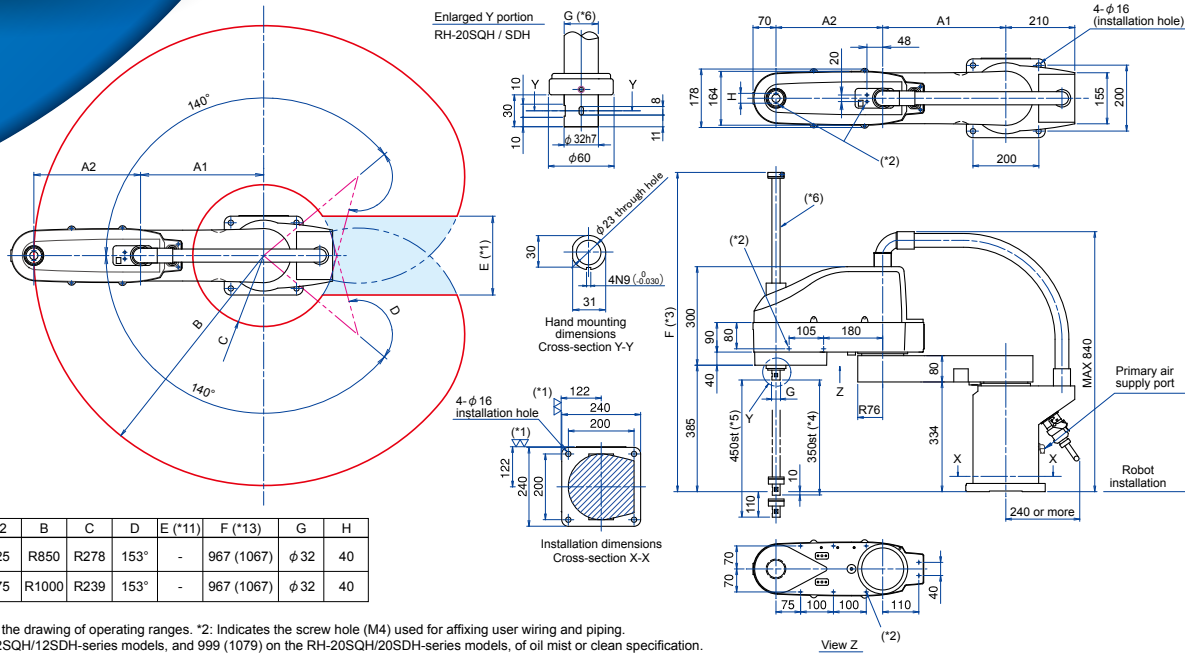 Enlarged Y portion
RH-20SQH / SDH
G (*6)
Y
Y
10
30
10
8
11
φ 32h7
φ60
4- φ 16
(installation hole)
70
A2
A1
210
48
20
178
164
H
155
200
200
(*2)
140°
A2
A1
E (*1)
B
C
D
140°
φ 23 through hole
30
4N9 (0 -0.030)
31
Hand mounting
dimensions
Cross-section Y-Y
(*6)
(*2)
F (*3)
300
90
80
105
180
40
385
Y
G
Z
R76
80
334
MAX 840
450st (*5)
350st (*4)
10
110
X
X
Primary air
supply port
Robot
installation
240 or more
4- φ 16
installation hole
(*1)
122
240
200
(*1)
122
240
200
Installation dimensions
Cross-section X-X
70
70
75
100
100
110
40
(*2)
View Z
2 B C D E (*11) F (*13) G H
25 R850 R278 153° - 967 (1067) φ 32 40
75 R1000 R239 153° - 967 (1067) φ 32 40
the drawing of operating ranges. *2: Indicates the screw hole (M4) used for affixing user wiring and piping.
2SQH/12SDH-series models, and 999 (1079) on the RH-20SQH/20SDH-series models, of oil mist or clean specification.